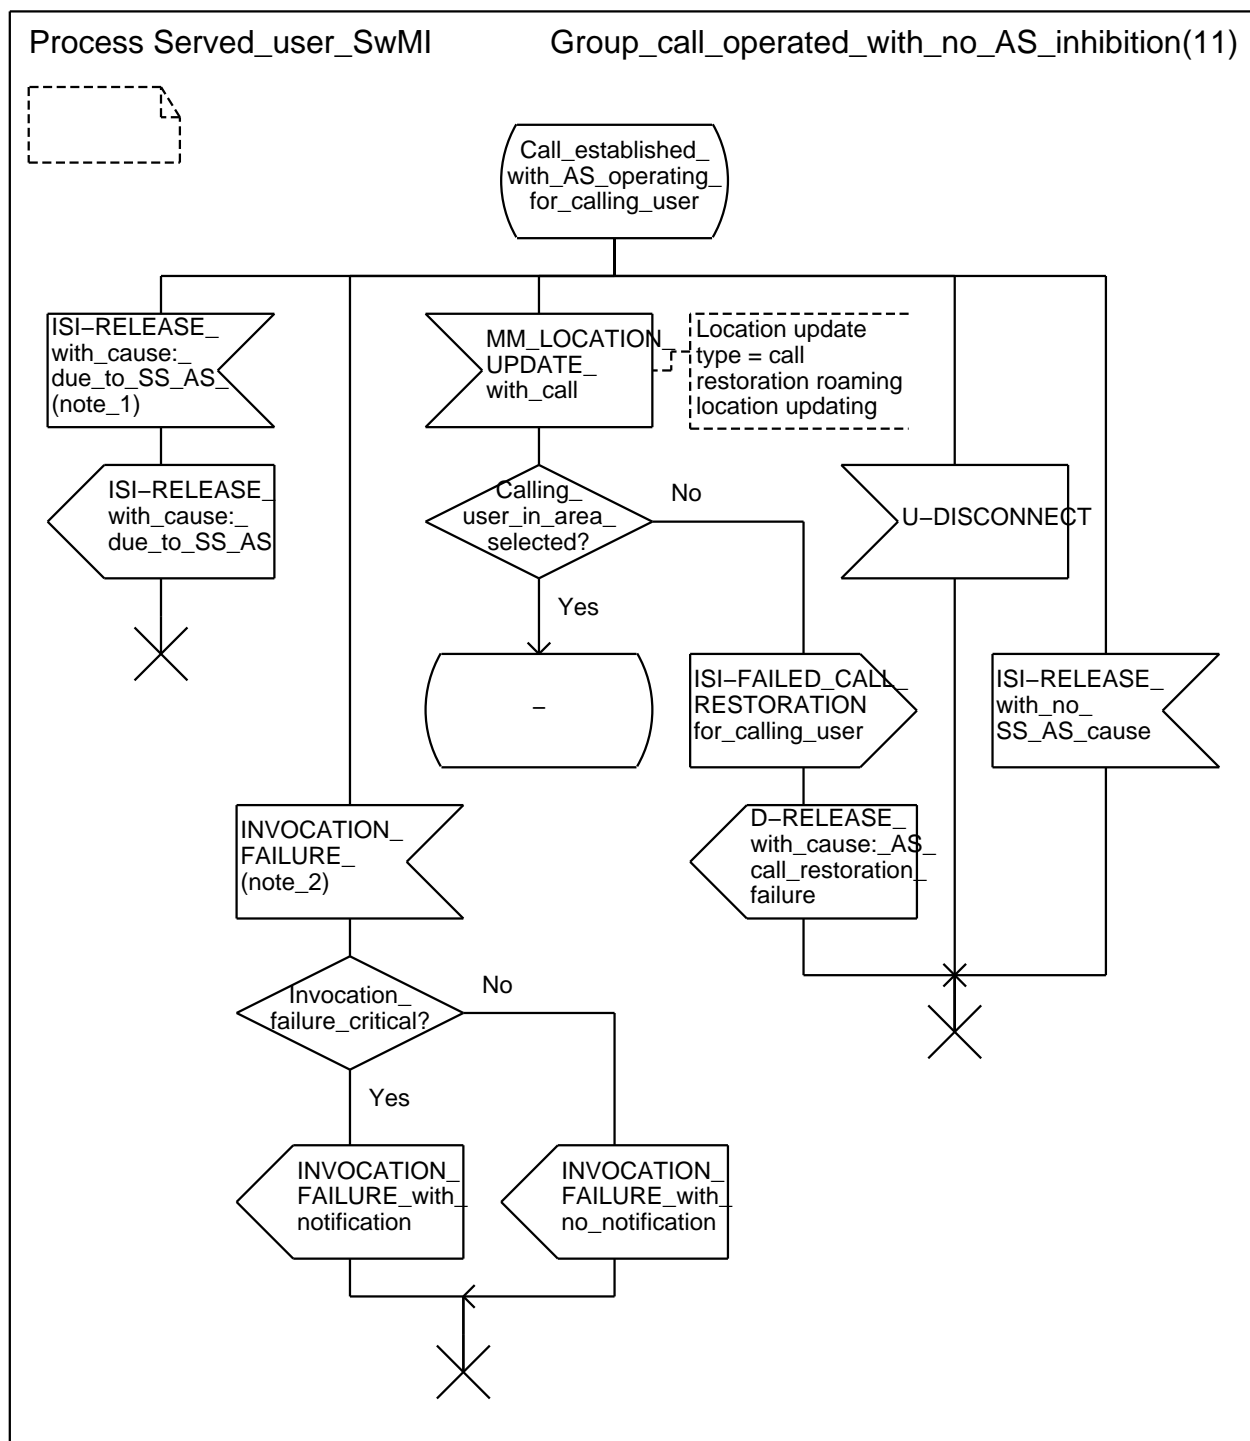 Process Served_user_SwMI
Group_call_operated_with_no_AS_inhibition(11)
Call_established_
with_AS_operating_
for_calling_user
ISI−RELEASE_
with_cause:_
due_to_SS_AS_
(note_1)
MM_LOCATION_
UPDATE_
with_call
Location update
type = call
restoration roaming
location updating
ISI−RELEASE_
with_cause:_
due_to_SS_AS
Calling_
user_in_area_
selected?
No
Yes
U−DISCONNECT
−
ISI−FAILED_CALL_
RESTORATION
for_calling_user
ISI−RELEASE_
with_no_
SS_AS_cause
INVOCATION_
FAILURE_
(note_2)
D−RELEASE_
with_cause:_AS_
call_restoration_
failure
Invocation_
failure_critical?
No
Yes
INVOCATION_
FAILURE_with_
notification
INVOCATION_
FAILURE_with_
no_notification